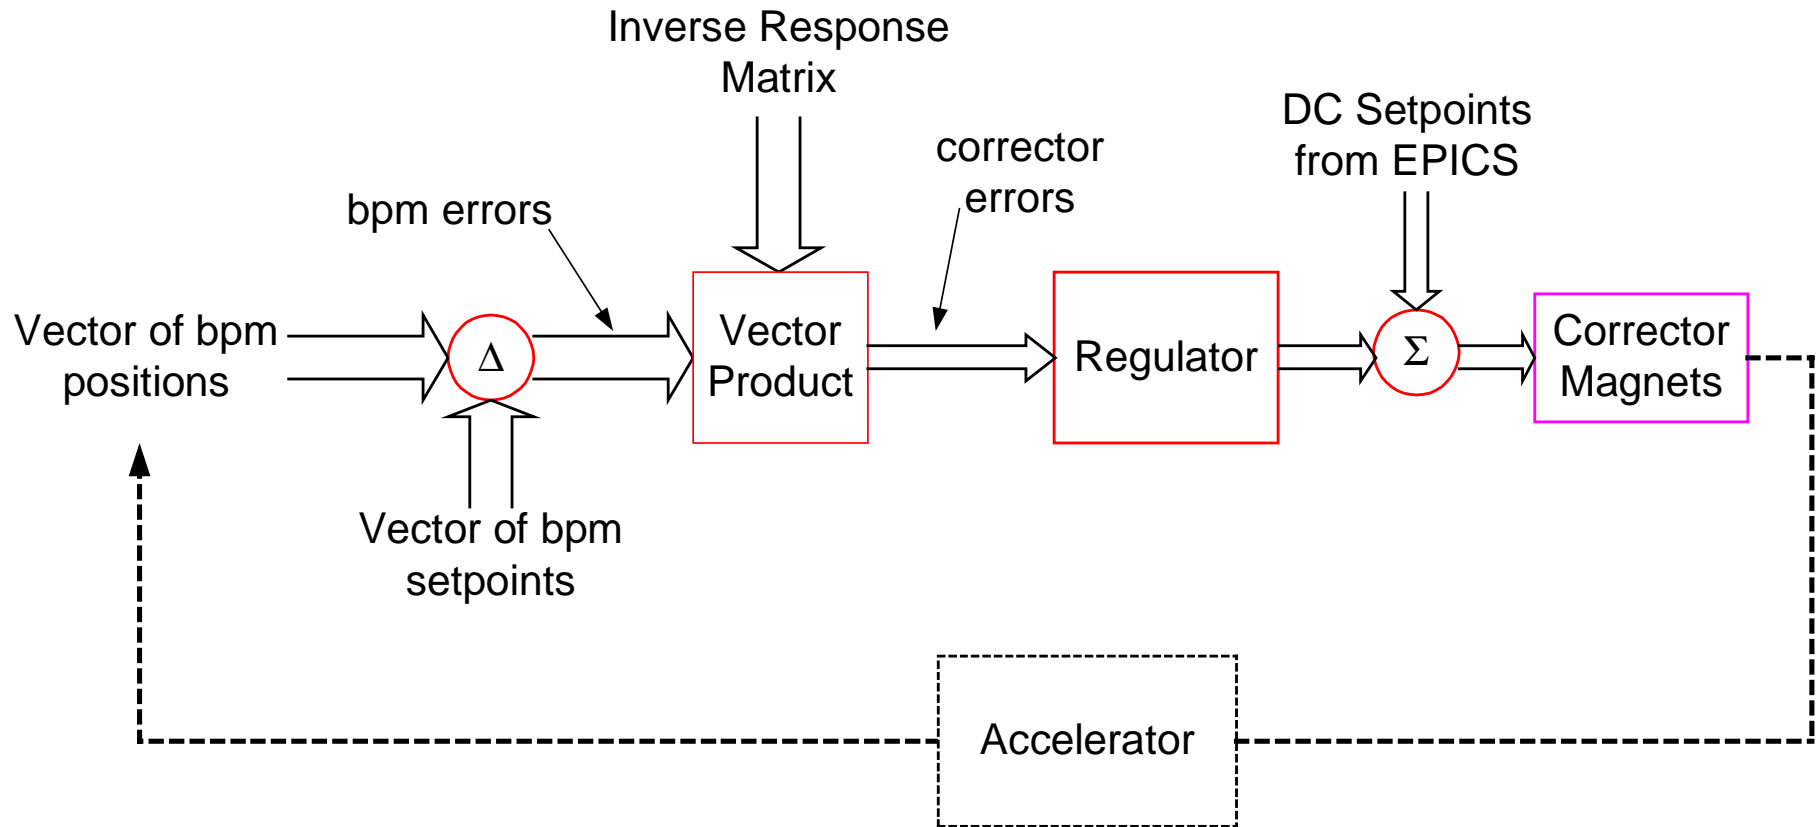 Inverse Response
Matrix
DC Setpoints
from EPICS
corrector
errors
bpm errors
Vector of bpm
positions
Δ
Vector
Product
Regulator
Σ
Corrector
Magnets
Vector of bpm
setpoints
Accelerator